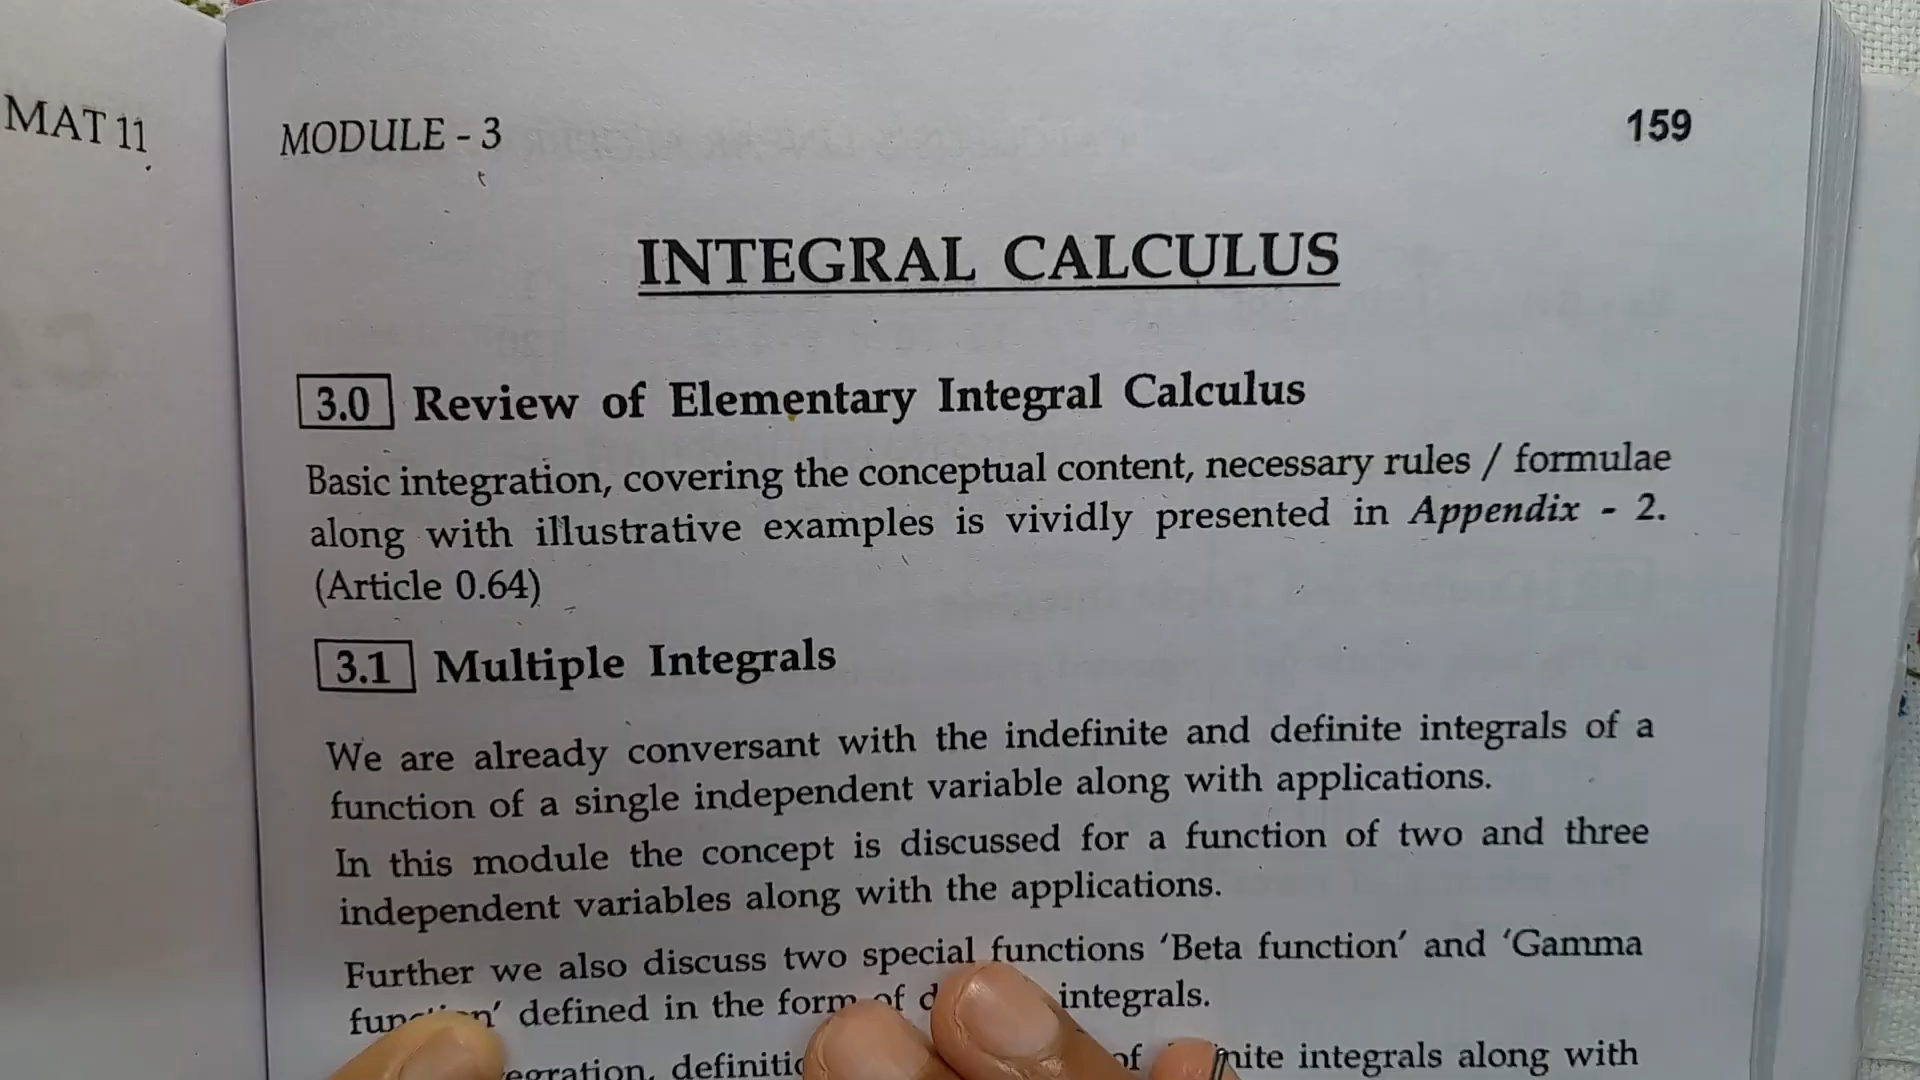 MAT 11
MODULE - 3
159
INTEGRAL CALCULUS
3.0 Review of Elementary Integral Calculus
Basic integration, covering the conceptual content, necessary rules / formulae
along with illustrative examples is vividly presented in Appendix - 2.
(Article 0.64)
3.1 Multiple Integrals
We are already conversant with the indefinite and definite integrals of a
function of a single independent variable along with applications.
In this module the concept is discussed for a function of two and three
independent variables along with the applications.
Further we also discuss two special functions ‘Beta function’ and ‘Gamma
defined in the form of integrals.
of integrals along with